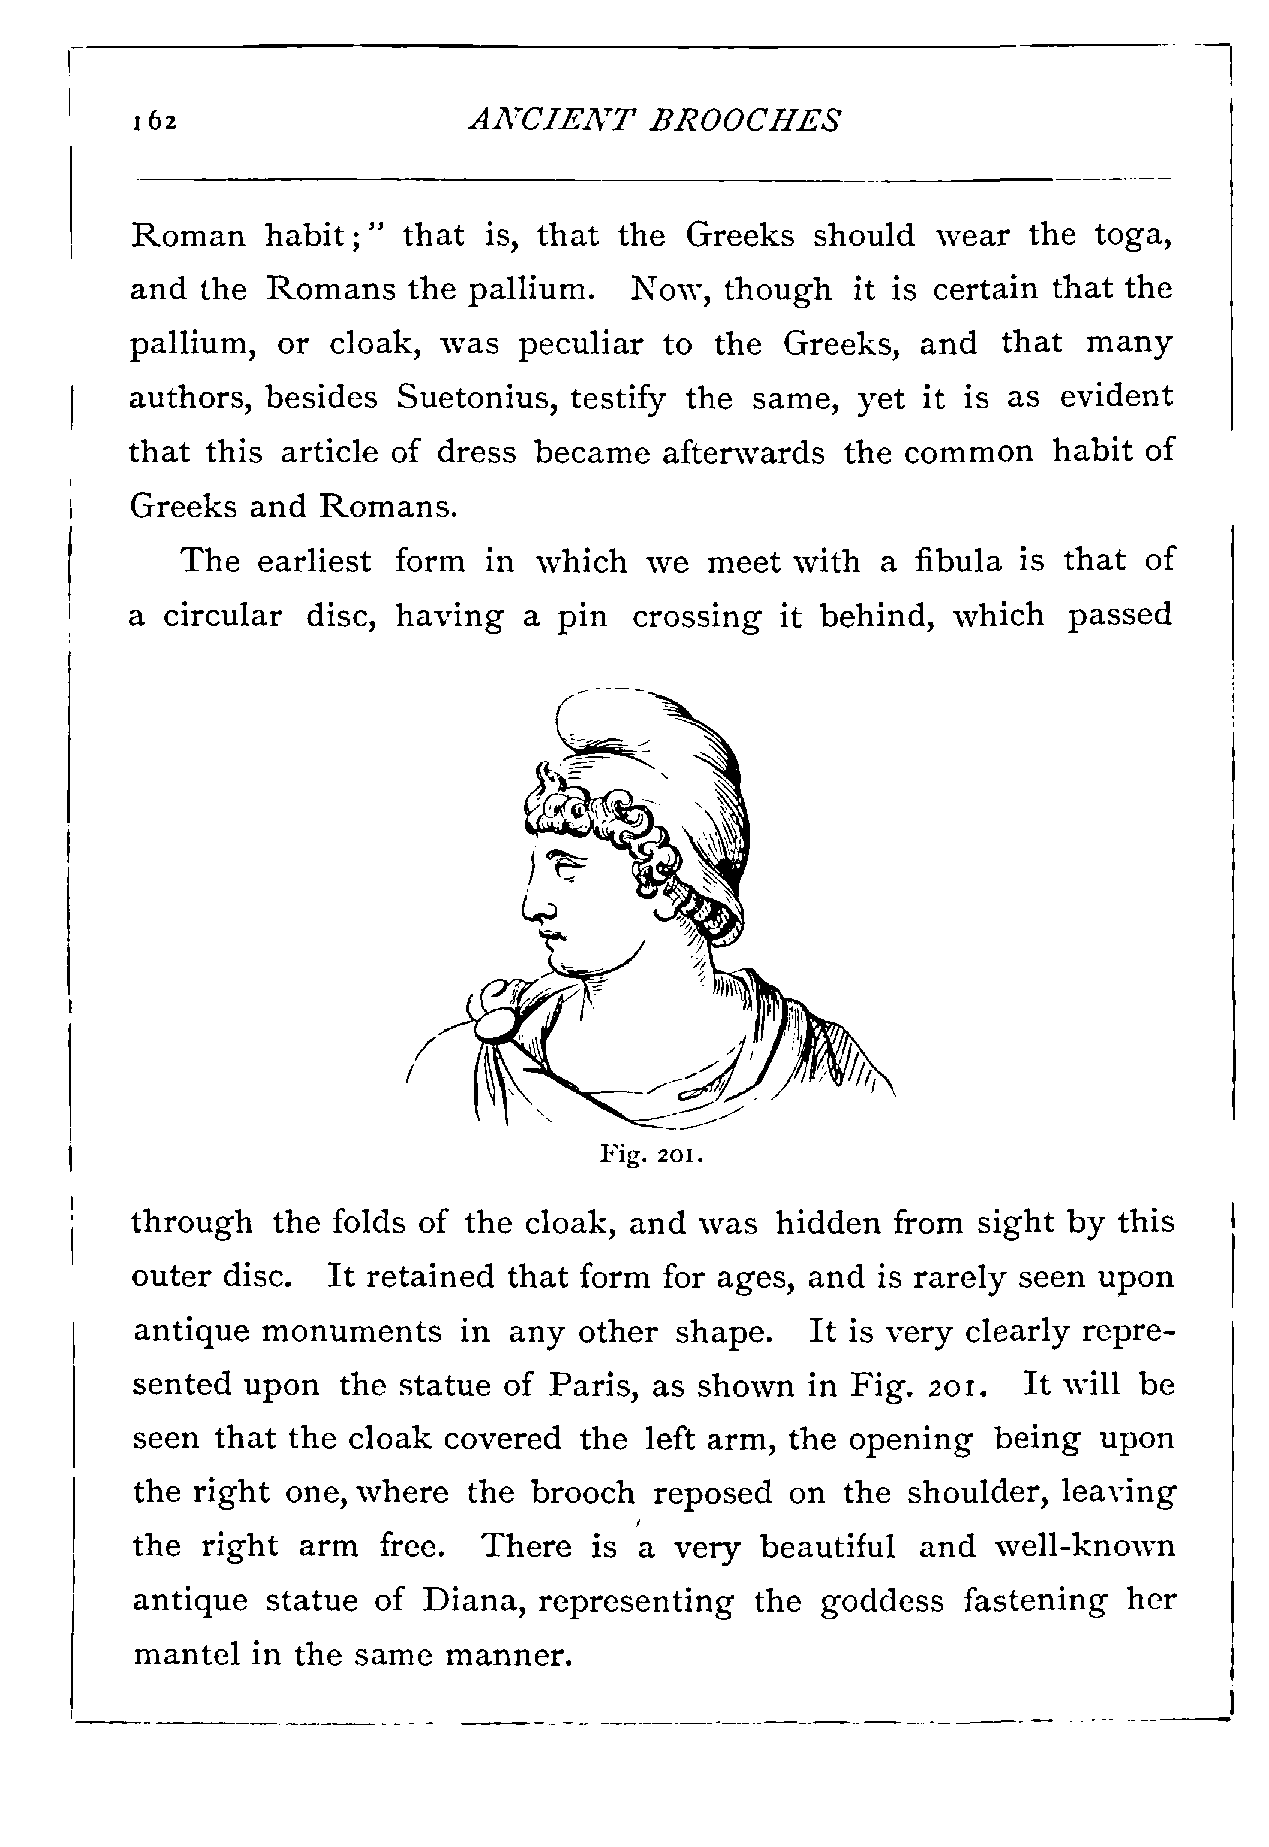 162 ANCIENT BROOCHES
Roman habit;” that is, that the Greeks should wear the toga,
and the Romans the pallium. Now, though it is certain that the
pallium, or cloak, was peculiar to the Greeks, and that many
authors, besides Suetonius, testify the same, yet it is as evident
that this article of dress became afterwards the common habit of
Greeks and Romans.
The earliest form in which we meet with a fibula is that of
a circular disc, having a pin crossing it behind, which passed
Fig. 201.
through the folds of the cloak, and was hidden from sight by this
outer disc. It retained that form for ages, and is rarely seen upon
antique monuments in any other shape. It is very clearly repre-
sented upon the statue of Paris, as shown in Fig. 201. It will be
seen that the cloak covered the left arm, the opening being upon
the right one, where the brooch reposed on the shoulder, leaving
the right arm free. There is a very beautiful and well-known
antique statue of Diana, representing the goddess fastening her
mantel in the same manner.